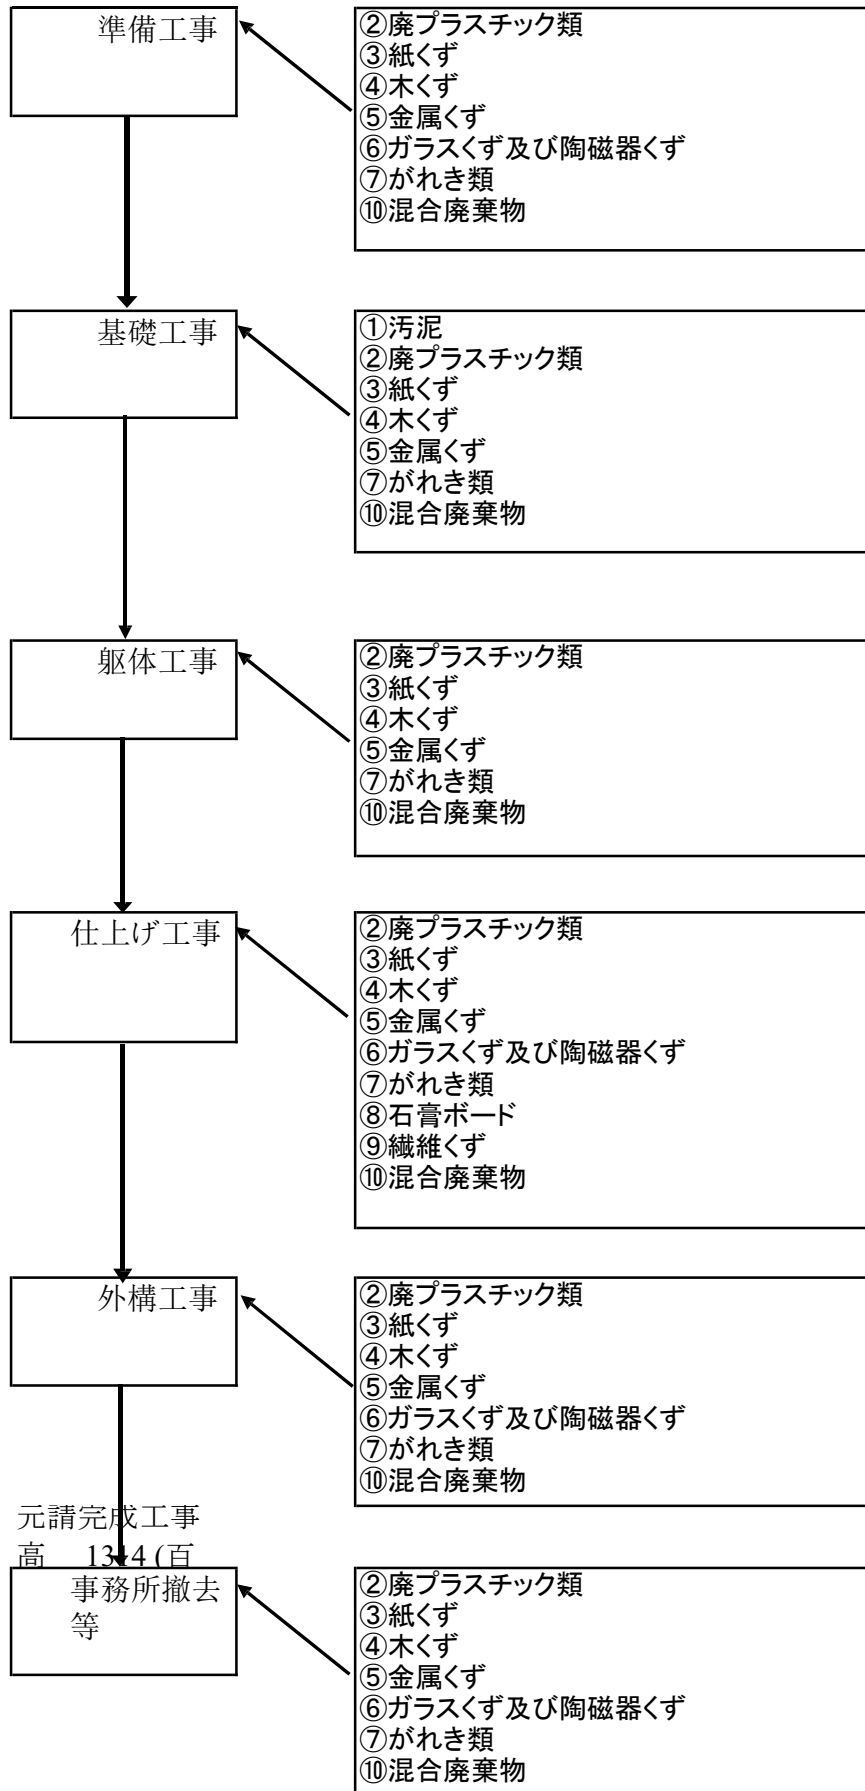 準備工事
②廃プラスチック類
③紙くず
④木くず
⑤金属くず
⑥ガラスくず及び陶磁器くず
⑦がれき類
⑩混合廃棄物
基礎工事
①汚泥
②廃プラスチック類
③紙くず
④木くず
⑤金属くず
⑦がれき類
⑩混合廃棄物
躯体工事
②廃プラスチック類
③紙くず
④木くず
⑤金属くず
⑦がれき類
⑩混合廃棄物
仕上げ工事
②廃プラスチック類
③紙くず
④木くず
⑤金属くず
⑥ガラスくず及び陶磁器くず
⑦がれき類
⑧石膏ボード
⑨繊維くず
⑩混合廃棄物
外構工事
②廃プラスチック類
③紙くず
④木くず
⑤金属くず
⑥ガラスくず及び陶磁器くず
⑦がれき類
⑩混合廃棄物
元請完成工事
高 (百
事務所撤去
等
②廃プラスチック類
③紙くず
④木くず
⑤金属くず
⑥ガラスくず及び陶磁器くず
⑦がれき類
⑩混合廃棄物